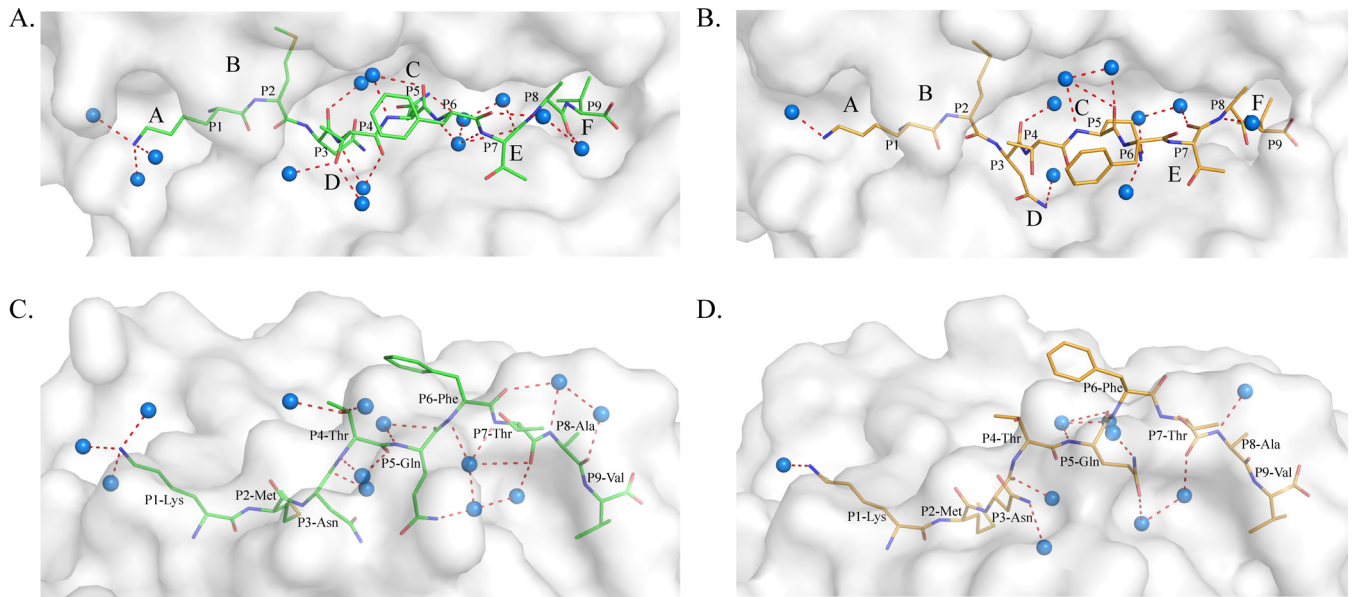 A.
A
B
C
D
E
F
P1
P2
P3
P4
P5
P6
P7
P8
P9
B.
A
B
C
D
E
F
P1
P2
P3
P4
P5
P6
P7
P8
P9
C.
P1-Lys
P2-Met
P3-Asn
P4-Thr
P5-Gln
P6-Phe
P7-Thr
P8-Ala
P9-Val
D.
P1-Lys
P2-Met
P3-Asn
P4-Thr
P5-Gln
P6-Phe
P7-Thr
P8-Ala
P9-Val